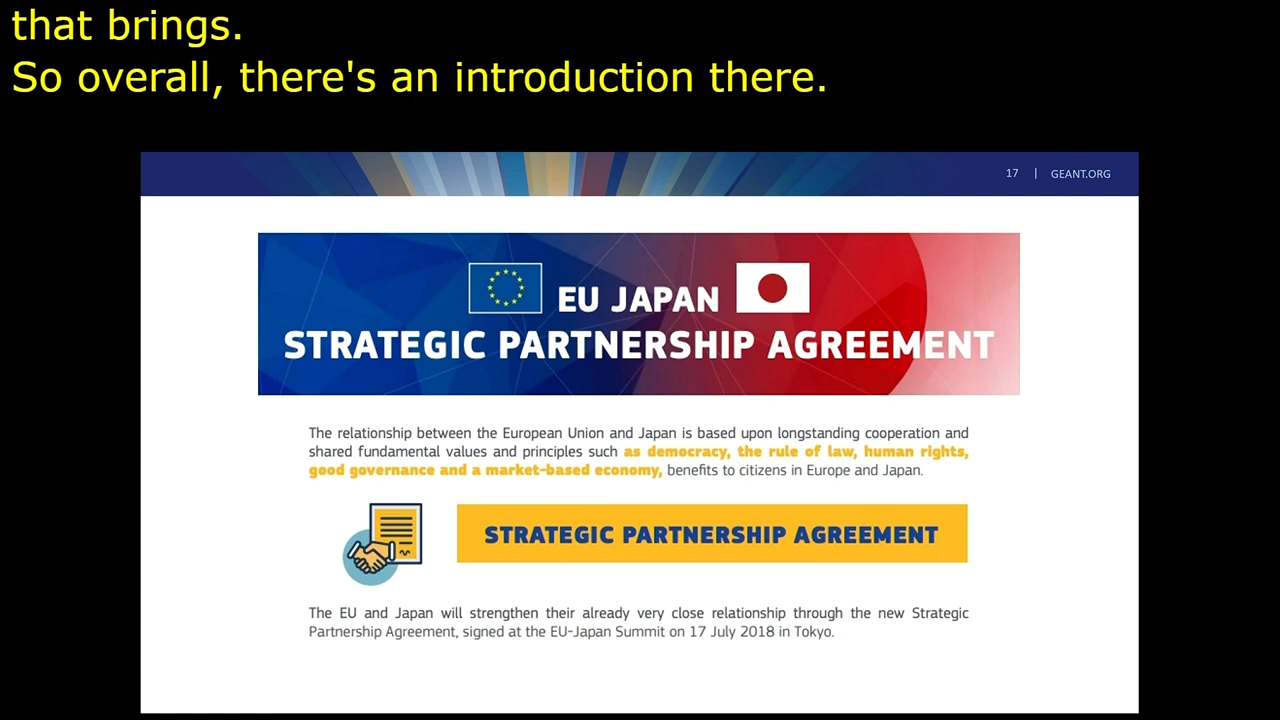 that brings.
So overall, there's an introduction there.
17 | GEANT.ORG
EU JAPAN
STRATEGIC PARTNERSHIP AGREEMENT
The relationship between the European Union and Japan is based upon longstanding cooperation and
shared fundamental values and principles such as democracy, the rule of law, human rights,
good governance and a market-based economy, benefits to citizens in Europe and Japan.
STRATEGIC PARTNERSHIP AGREEMENT
The EU and Japan will strengthen their already very close relationship through the new Strategic
Partnership Agreement, signed at the EU-Japan Summit on 17 July 2018 in Tokyo.